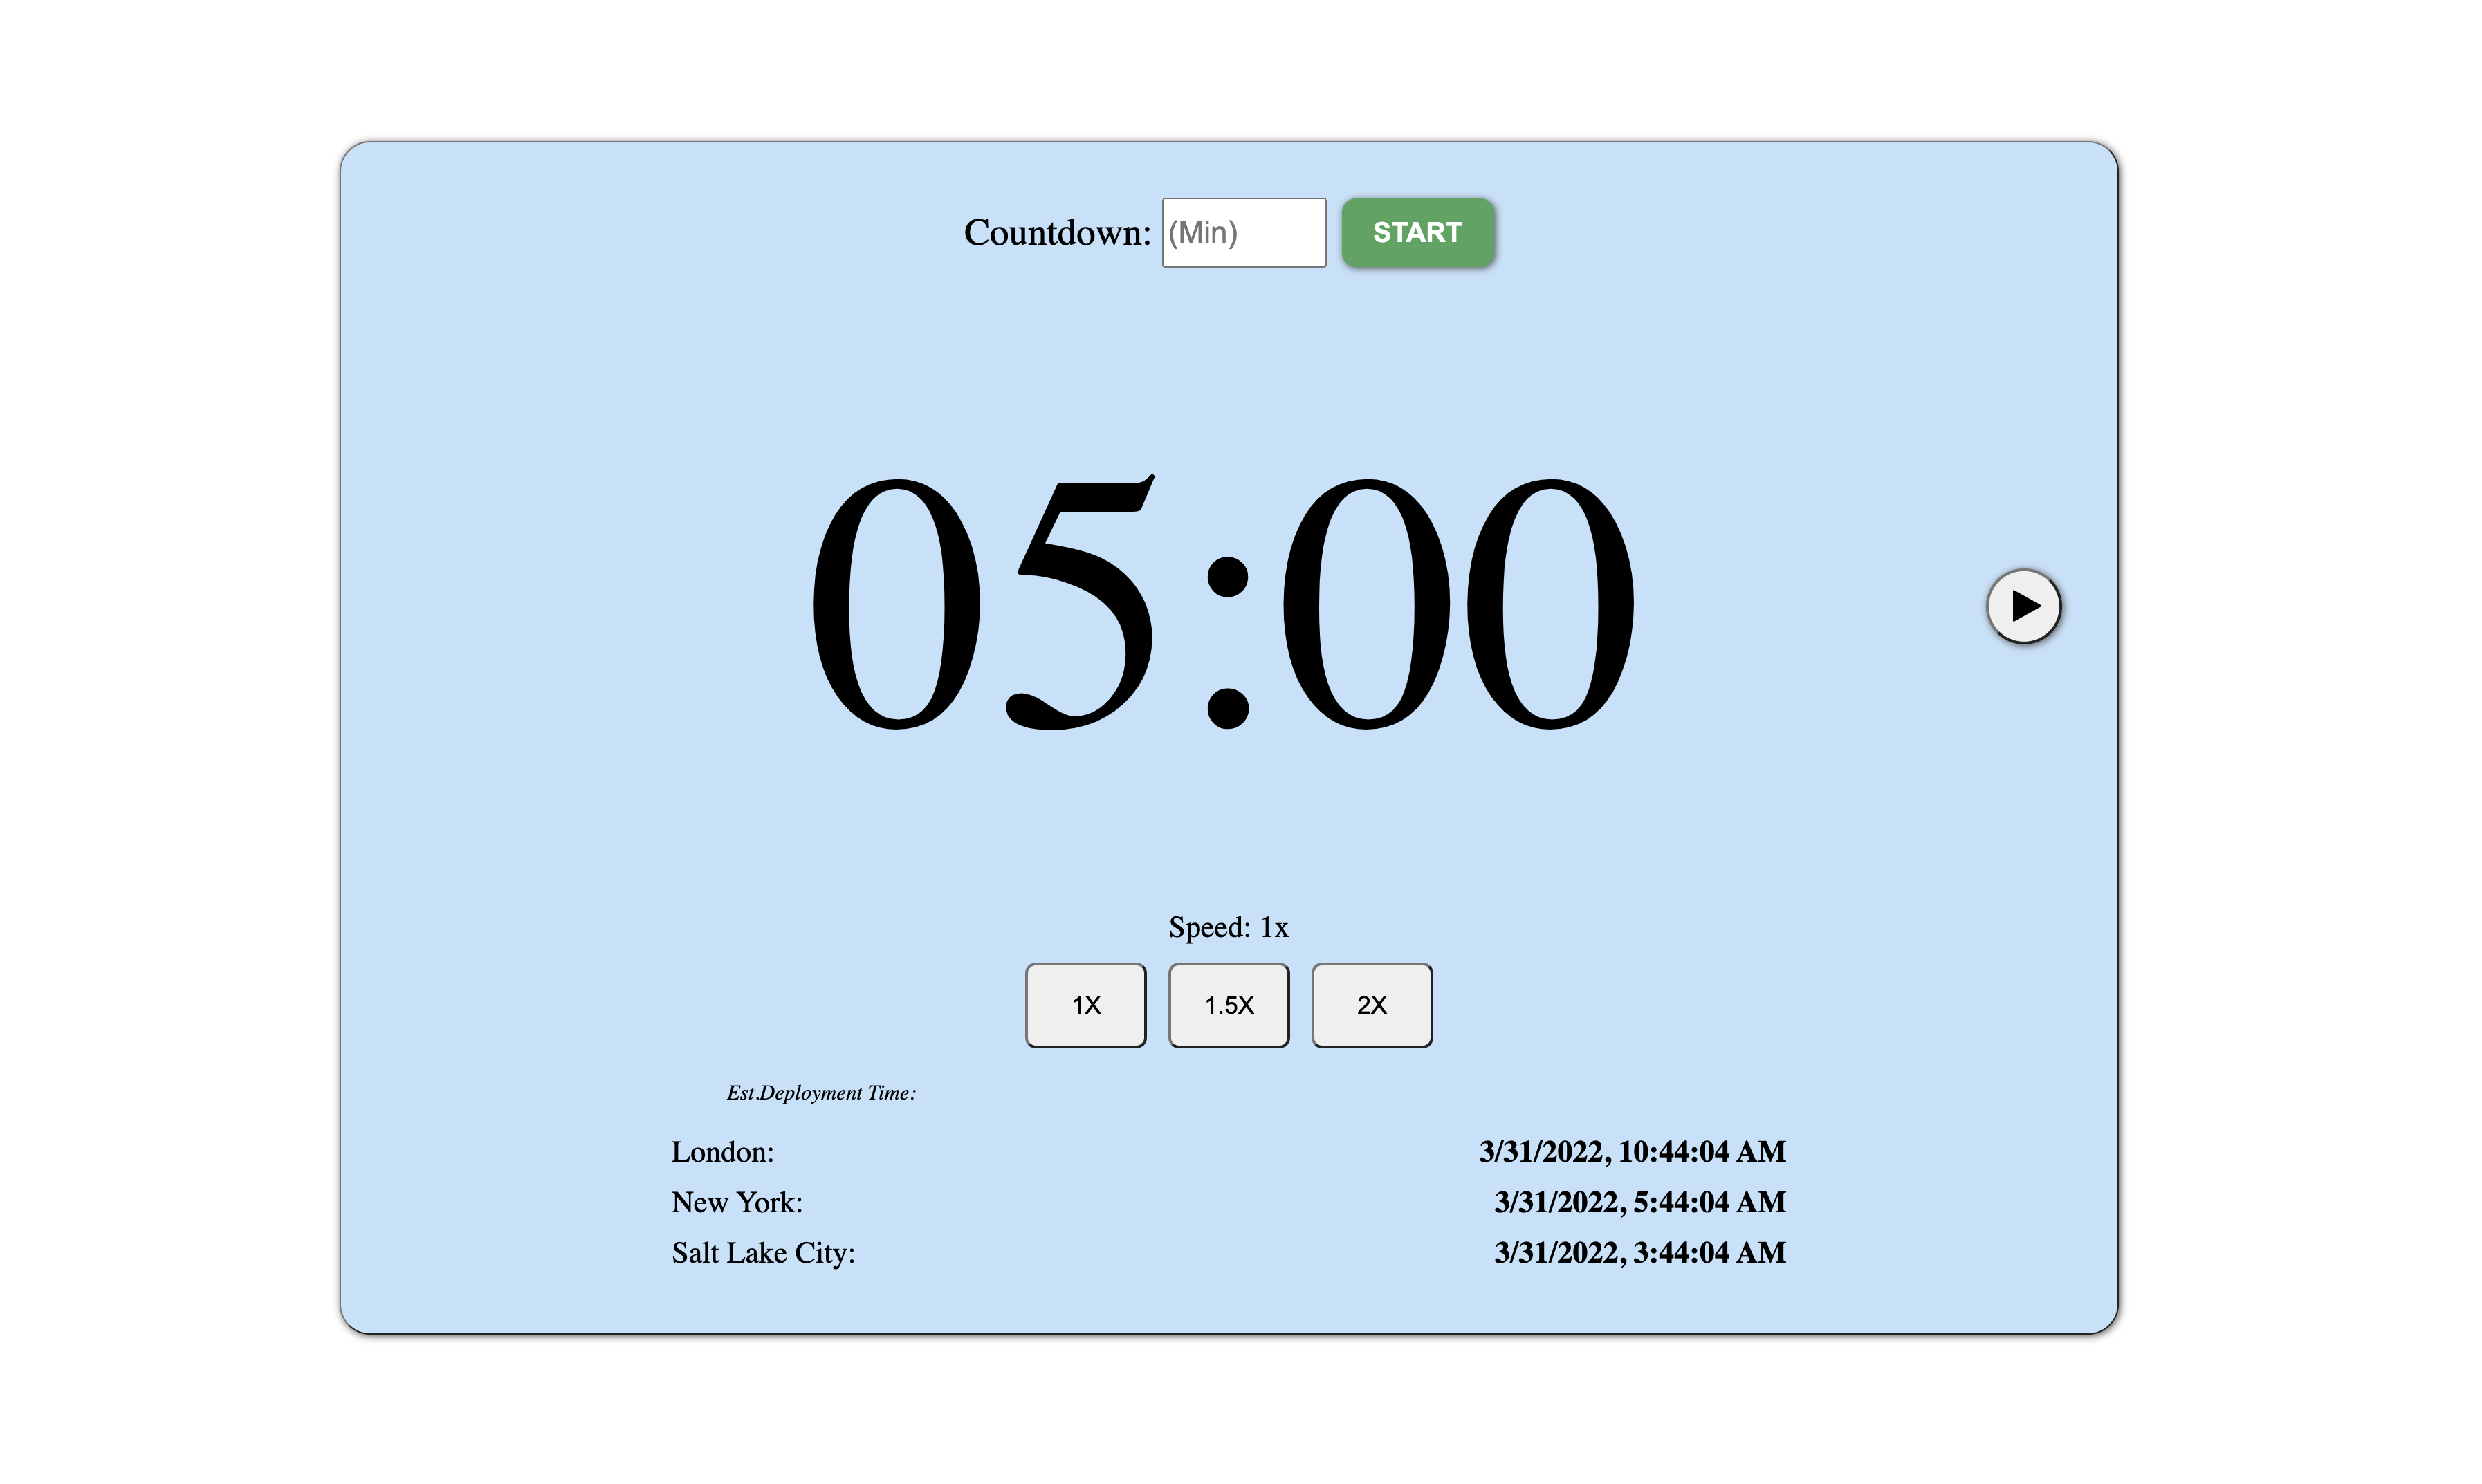 Countdown: (Min) START
05:00
Speed: 1x
1X 1.5X 2X
Est.Deployment Time:
London: 3/31/2022, 10:44:04 AM
New York: 3/31/2022, 5:44:04 AM
Salt Lake City: 3/31/2022, 3:44:04 AM